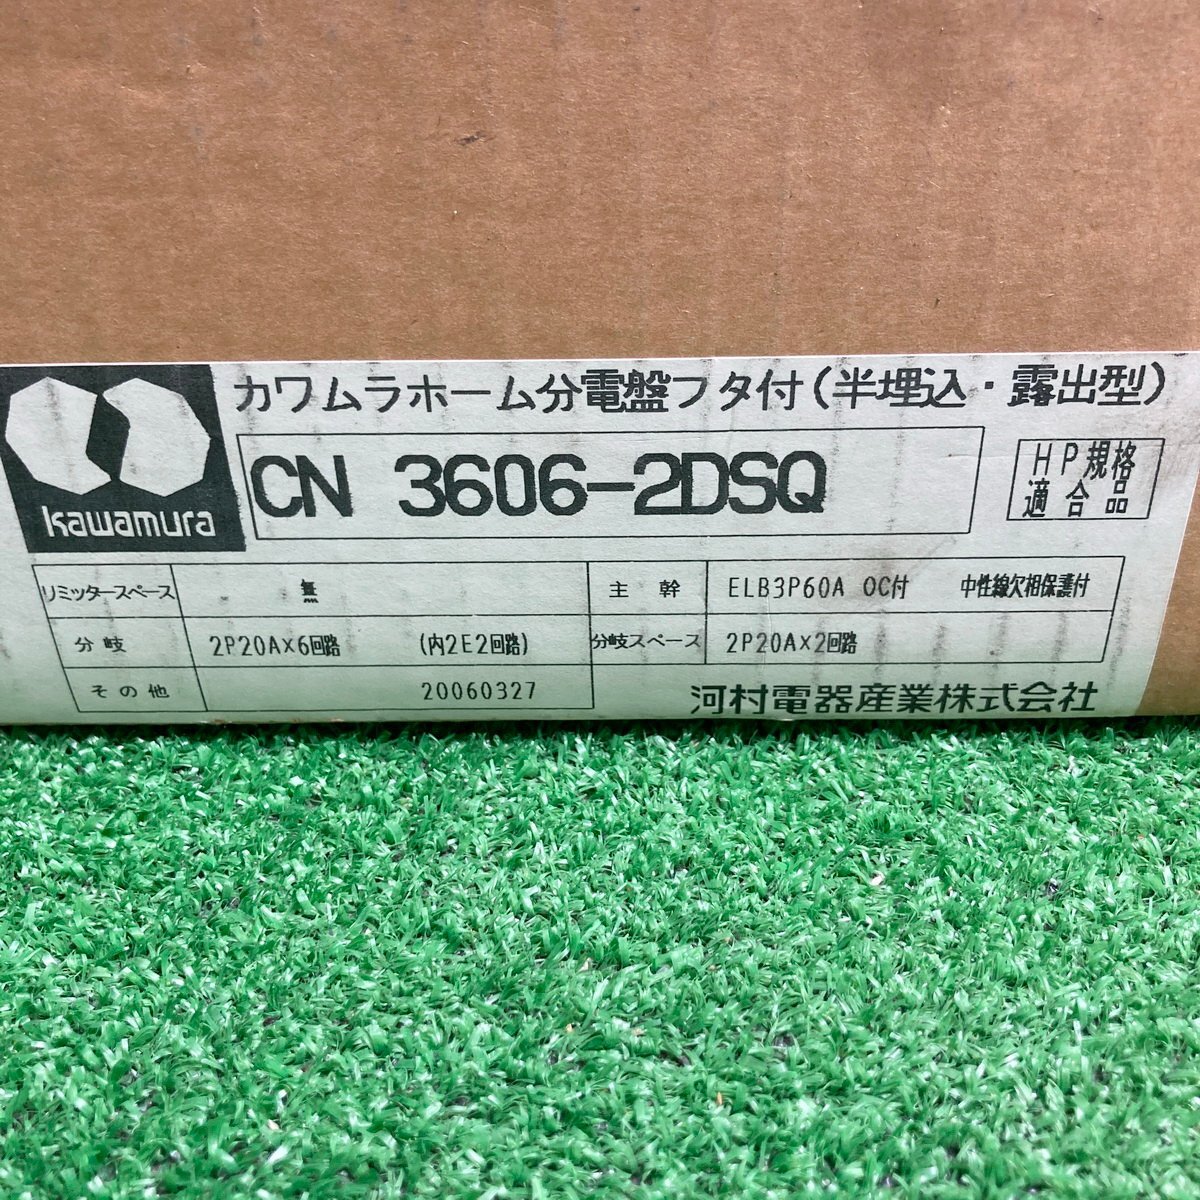 カワムラホーム分電盤フタ付(半埋込・露出型)
kawamura
CN 3606-2DSQ
HP規格
適合品
リミッタースペース 無 主幹 ELB3P60A OC付 中性線欠相保護付
分岐 2P20A×6回路 (内2E2回路) 分岐スペース 2P20A×2回路
その他 20060327
河村電器産業株式会社